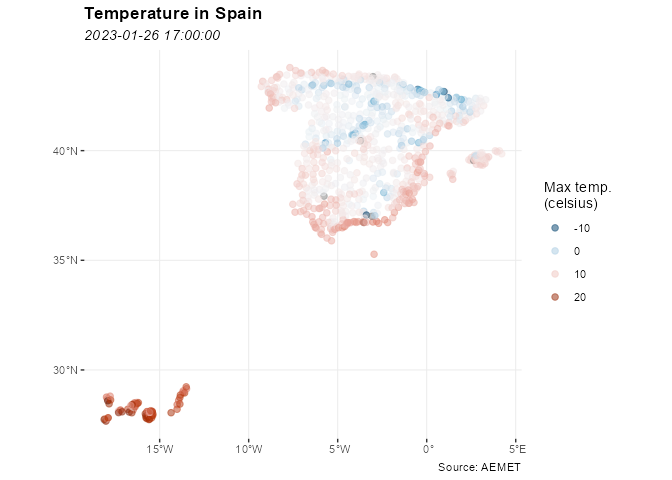 Temperature in Spain
2023-01-26 17:00:00
40°N
35°N
30°N
15°W
10°W
5°W
0°
5°E
Max temp.
(celsius)
-10
0
10
20
Source: AEMET